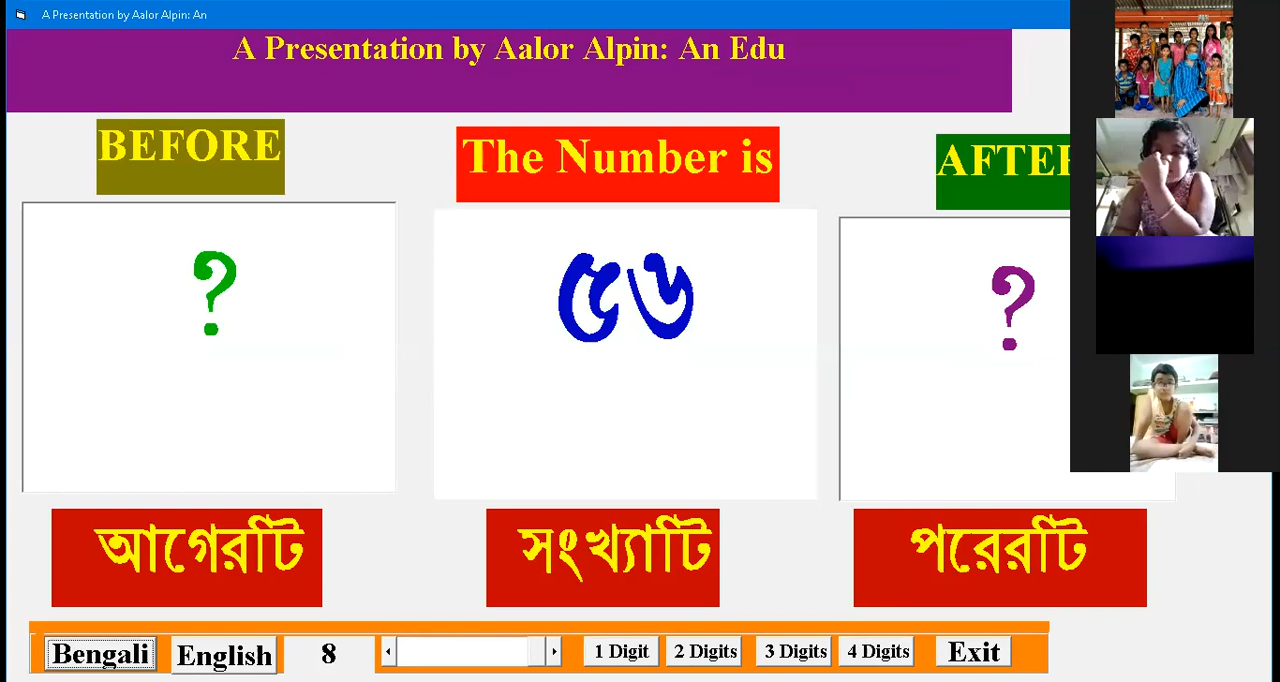 A Presentation by Aalor Alpin: An
A Presentation by Aalor Alpin: An Edu
BEFORE
The Number is
AFTER
?
৫৬
?
আগেরটি
সংখ্যাটি
পরেরটি
Bengali
English
8
1 Digit
2 Digits
3 Digits
4 Digits
Exit